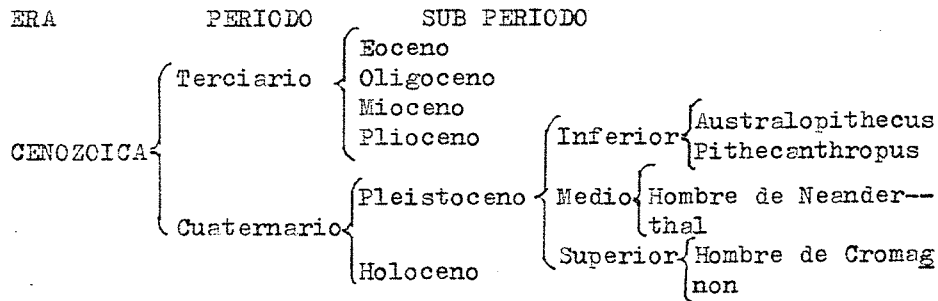 ERA PERIODO SUB PERIODO
Eoceno
Terciario Oligoceno
Mioceno
Plioceno Inferior Australopithecus
CENOZOICA Pithecanthropus
Pleistoceno Medio Hombre de Neander--
Cuaternario thal
Holoceno Superior Hombre de Cromag
non